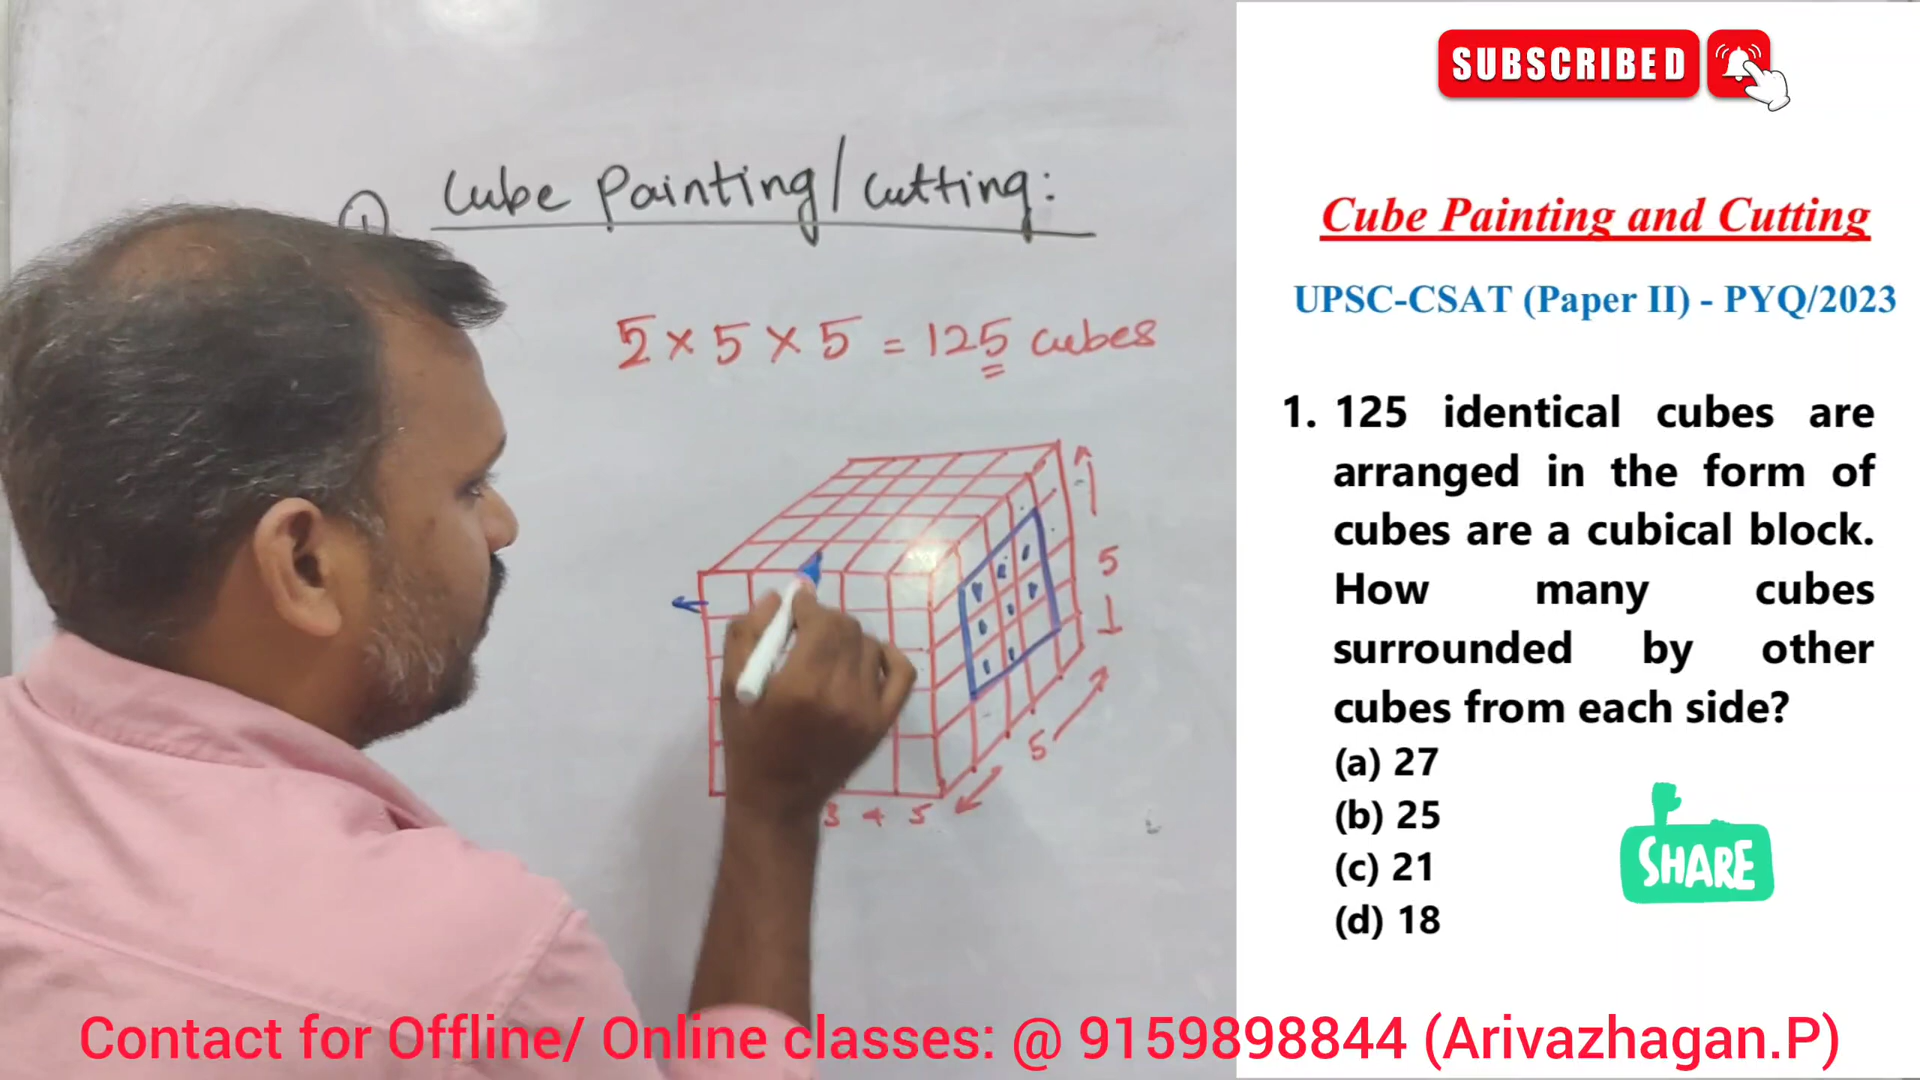 1
Cube Painting/Cutting:
5 × 5 × 5 = 125 cubes
5
5
3 4 5
SUBSCRIBED
Cube Painting and Cutting
UPSC-CSAT (Paper II) - PYQ/2023
1. 125 identical cubes are
arranged in the form of
cubes are a cubical block.
How many cubes
surrounded by other
cubes from each side?
(a) 27
(b) 25
(c) 21
(d) 18
SHARE
Contact for Offline/ Online classes: @ 9159898844 (Arivazhagan.P)